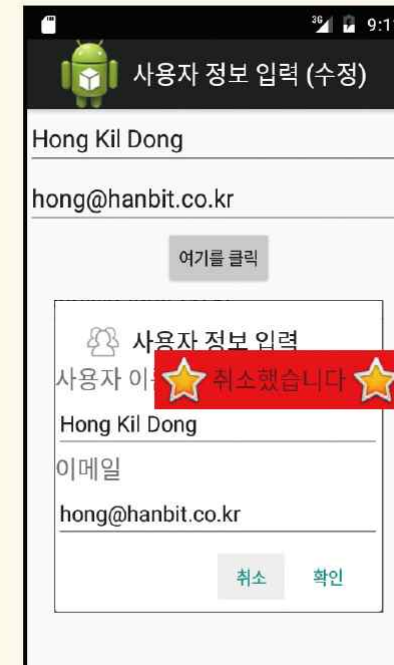 3G 9:1
사용자 정보 입력 (수정)
Hong Kil Dong
hong@hanbit.co.kr
여기를 클릭
사용자 정보 입력
사용자 이
취소했습니다
Hong Kil Dong
이메일
hong@hanbit.co.kr
취소 확인